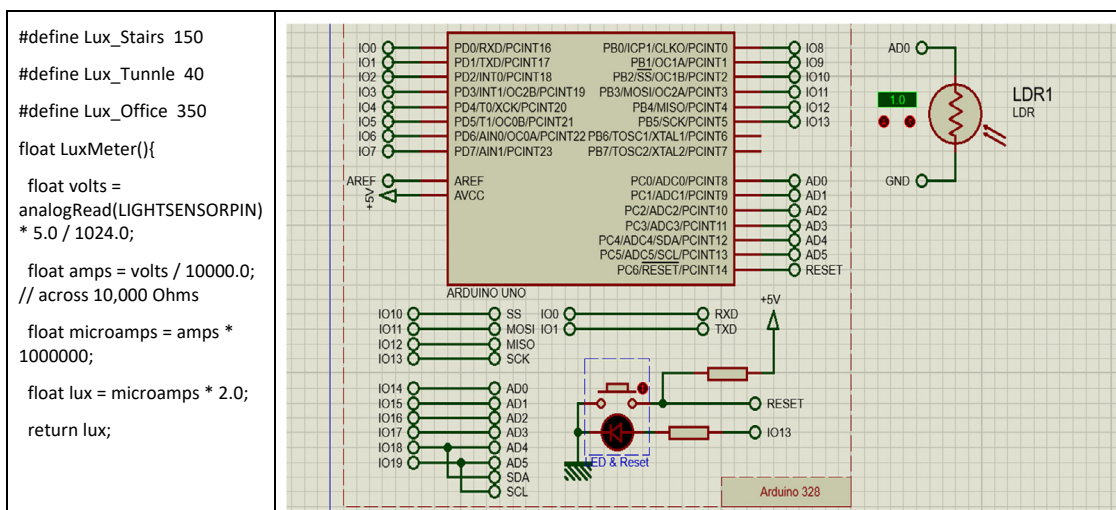 #define Lux_Stairs 150
#define Lux_Tunnle 40
#define Lux_Office 350
float LuxMeter(){
float volts =
analogRead(LIGHTSENSORPIN)
* 5.0 / 1024.0;
float amps = volts / 10000.0;
// across 10,000 Ohms
float microamps = amps *
1000000;
float lux = microamps * 2.0;
return lux;
IO0 PD0/RXD/PCINT16 PB0/ICP1/CLKO/PCINT0 IO8
IO1 PD1/TXD/PCINT17 PB1/OC1A/PCINT1 IO9
IO2 PD2/INT0/PCINT18 PB2/SS/OC1B/PCINT2 IO10
IO3 PD3/INT1/OC2B/PCINT19 PB3/MOSI/OC2A/PCINT3 IO11
IO4 PD4/T0/XCK/PCINT20 PB4/MISO/PCINT4 IO12
IO5 PD5/T1/OC0B/PCINT21 PB5/SCK/PCINT5 IO13
IO6 PD6/AIN0/OC0A/PCINT22 PB6/TOSC1/XTAL1/PCINT6
IO7 PD7/AIN1/PCINT23 PB7/TOSC2/XTAL2/PCINT7
AREF AREF PC0/ADC0/PCINT8 AD0
+5V AVCC PC1/ADC1/PCINT9 AD1
PC2/ADC2/PCINT10 AD2
PC3/ADC3/PCINT11 AD3
PC4/ADC4/SDA/PCINT12 AD4
PC5/ADC5/SCL/PCINT13 AD5
PC6/RESET/PCINT14 RESET
ARDUINO UNO
AD0
1.0
LDR1
LDR
GND
IO10 SS IO0 RXD
IO11 MOSI IO1 TXD
IO12 MISO
IO13 SCK
+5V
IO14 AD0
IO15 AD1 RESET
IO16 AD2
IO17 AD3 IO13
IO18 AD4
IO19 AD5
SDA
SCL
ED & Reset
Arduino 328